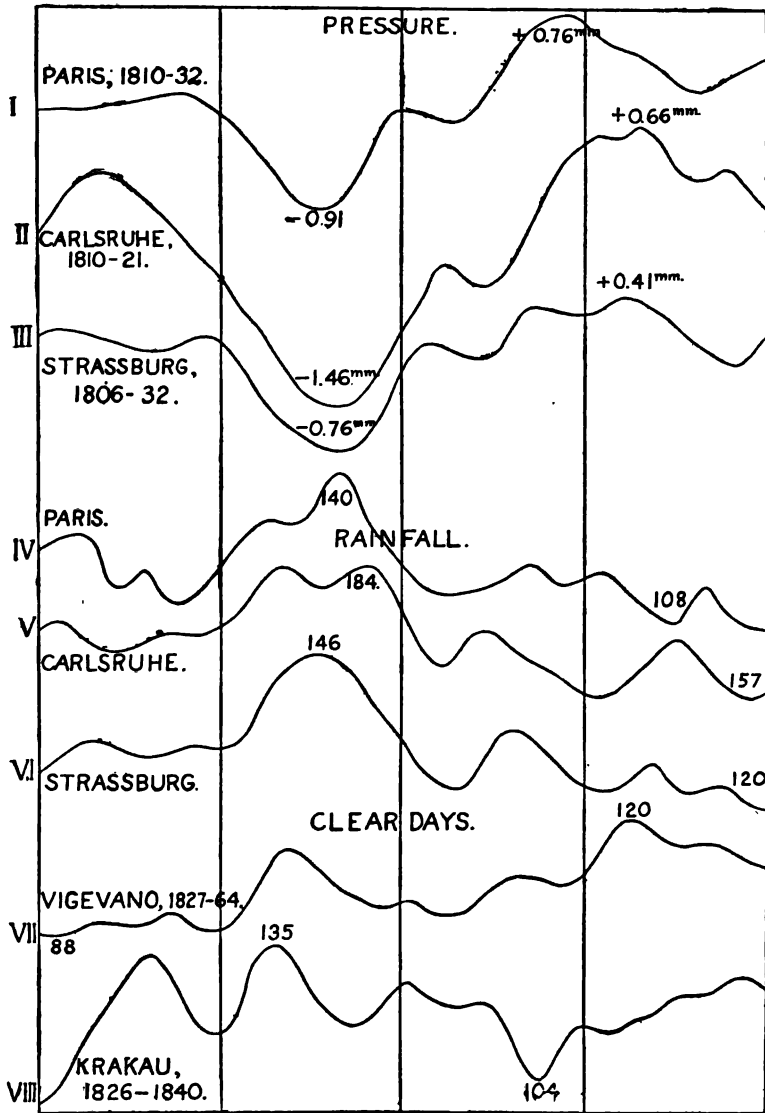 PRESSURE.
+ 0.76mm
PARIS, 1810-32.
I
+0.66mm.
- 0.91
II
CARLSRUHE,
1810-21.
+0.41mm.
III
STRASSBURG,
1806-32.
-1.46mm
-0.76mm
140
PARIS.
IV
RAINFALL.
184.
108
V
CARLSRUHE.
146
157
VI
STRASSBURG.
120
CLEAR DAYS.
120
VIGEVANO, 1827-64.
VII
88
135
KRAKAU,
1826-1840.
VIII
104